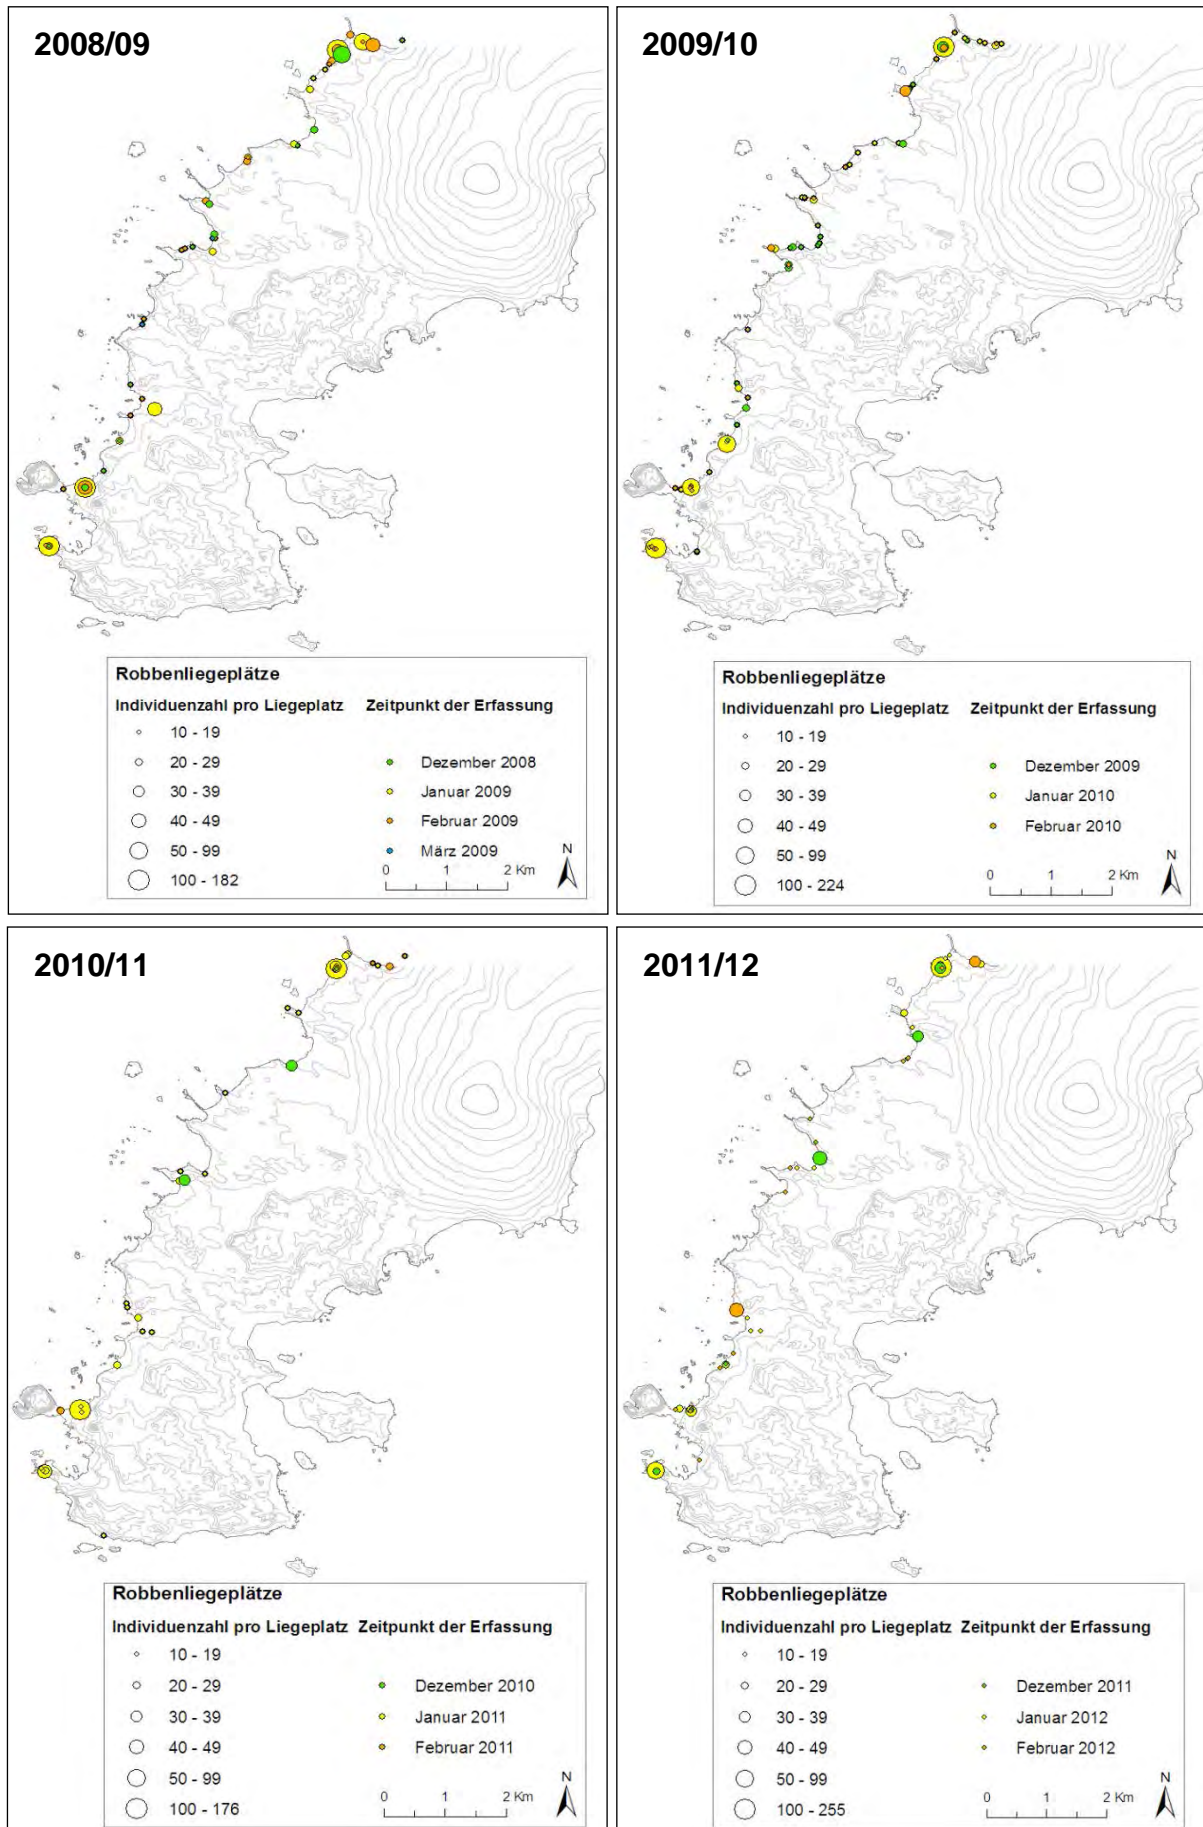 2008/09
Robbenliegeplätze
Individuenzahl pro Liegeplatz Zeitpunkt der Erfassung
10 - 19
20 - 29 Dezember 2008
30 - 39 Januar 2009
40 - 49 Februar 2009
50 - 99 März 2009
100 - 182
N
0 1 2 Km
2009/10
Robbenliegeplätze
Individuenzahl pro Liegeplatz Zeitpunkt der Erfassung
10 - 19
20 - 29 Dezember 2009
30 - 39 Januar 2010
40 - 49 Februar 2010
50 - 99
100 - 224
N
0 1 2 Km
2010/11
Robbenliegeplätze
Individuenzahl pro Liegeplatz Zeitpunkt der Erfassung
10 - 19
20 - 29 Dezember 2010
30 - 39 Januar 2011
40 - 49 Februar 2011
50 - 99
100 - 176
N
0 1 2 Km
2011/12
Robbenliegeplätze
Individuenzahl pro Liegeplatz Zeitpunkt der Erfassung
10 - 19
20 - 29 Dezember 2011
30 - 39 Januar 2012
40 - 49 Februar 2012
50 - 99
100 - 255
N
0 1 2 Km